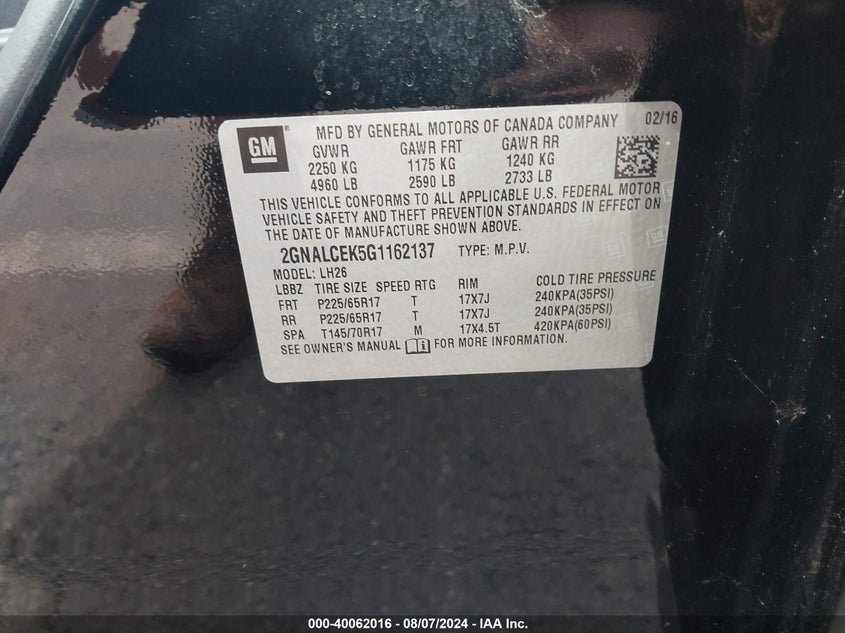 GM ® MFD BY GENERAL MOTORS OF CANADA COMPANY 02/16
GVWR GAWR FRT GAWR RR
2250 KG 1175 KG 1240 KG
4960 LB 2590 LB 2733 LB
THIS VEHICLE CONFORMS TO ALL APPLICABLE U.S. FEDERAL MOTOR
VEHICLE SAFETY AND THEFT PREVENTION STANDARDS IN EFFECT ON
THE DATE OF MANUFACTURE SHOWN ABOVE.
2GNALCEK5G1162137 TYPE: M.P.V.
MODEL: LH26
LBBZ TIRE SIZE SPEED RTG RIM COLD TIRE PRESSURE
FRT P225/65R17 T 17X7J 240KPA(35PSI)
RR P225/65R17 T 17X7J 240KPA(35PSI)
SPA T145/70R17 M 17X4.5T 420KPA(60PSI)
SEE OWNER'S MANUAL FOR MORE INFORMATION.
000-40062016 - 08/07/2024 - IAA Inc.